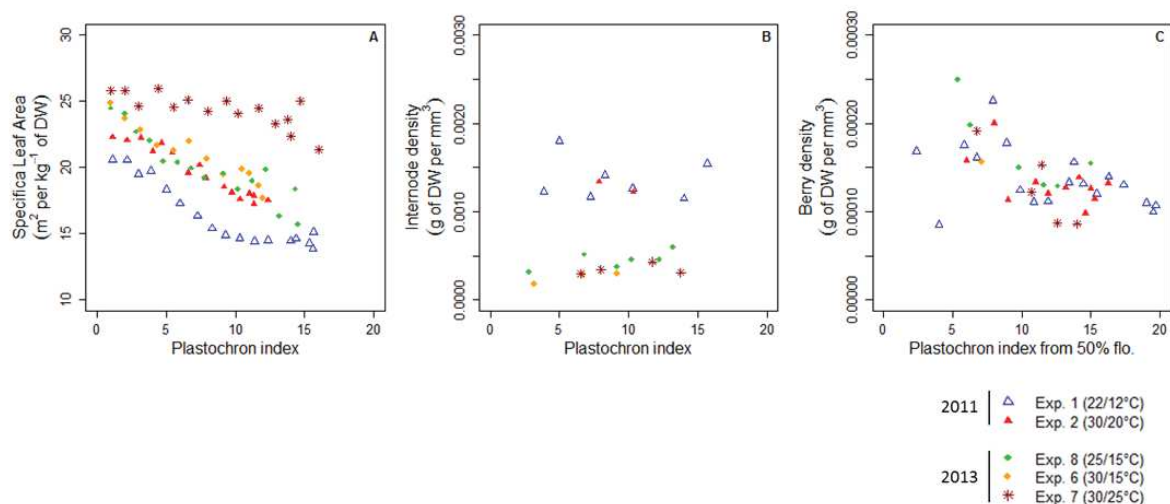 A
30
25
20
15
10
Specifica Leaf Area
(m² per kg⁻¹ of DW)
0 5 10 15 20
Plastochron index
B
0.0030
0.0020
0.0010
0.0000
Internode density
(g of DW per mm³)
0 5 10 15 20
Plastochron index
C
0.00030
0.00020
0.00010
0.00000
Berry density
(g of DW per mm³)
0 5 10 15 20
Plastochron index from 50% flo.
2011
Exp. 1 (22/12°C)
Exp. 2 (30/20°C)
2013
Exp. 8 (25/15°C)
Exp. 6 (30/15°C)
Exp. 7 (30/25°C)